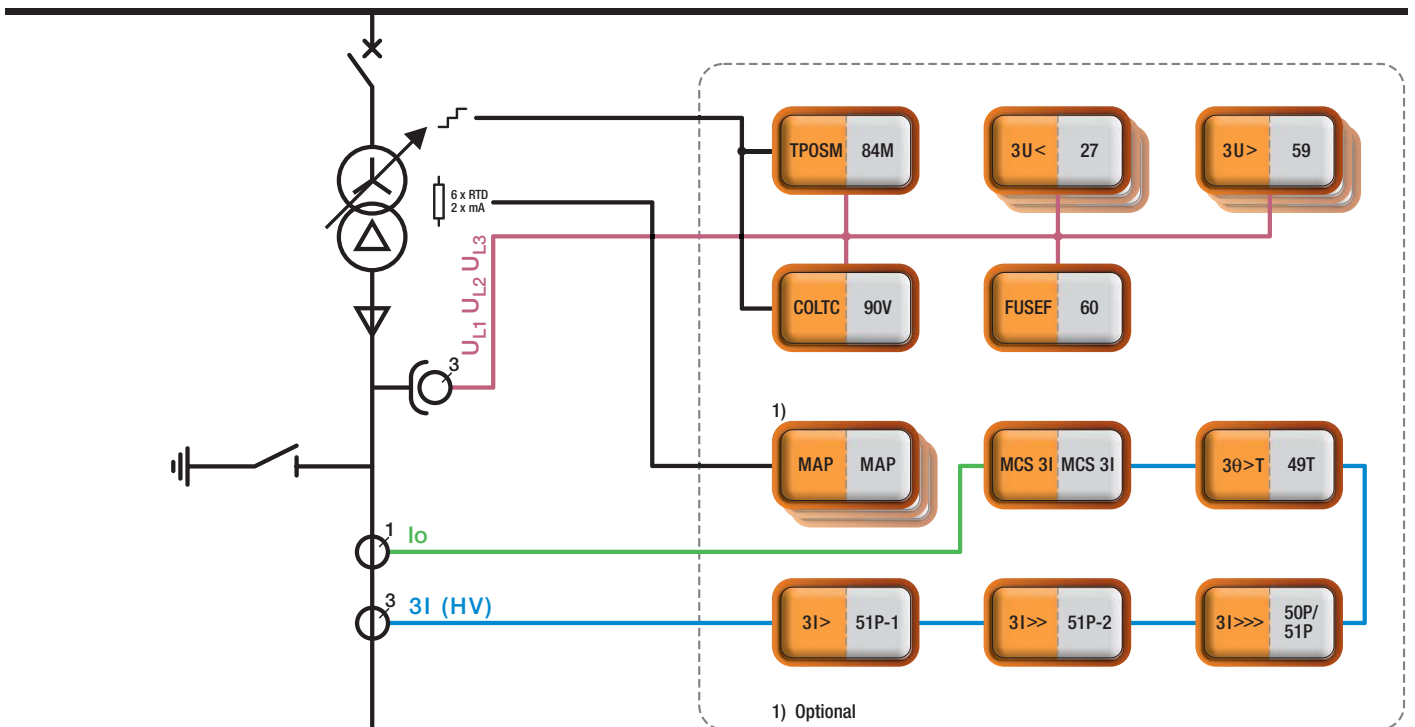 TPOSM 84M
3U< 27
3U> 59
6 x RTD
2 x mA
UL1 UL2 UL3
COLTC 90V
FUSEF 60
3
1)
MAP MAP
MCS 3I MCS 3I
3θ>T 49T
1
Io
3
3I (HV)
3I> 51P-1
3I>> 51P-2
3I>>> 50P/
51P
1) Optional